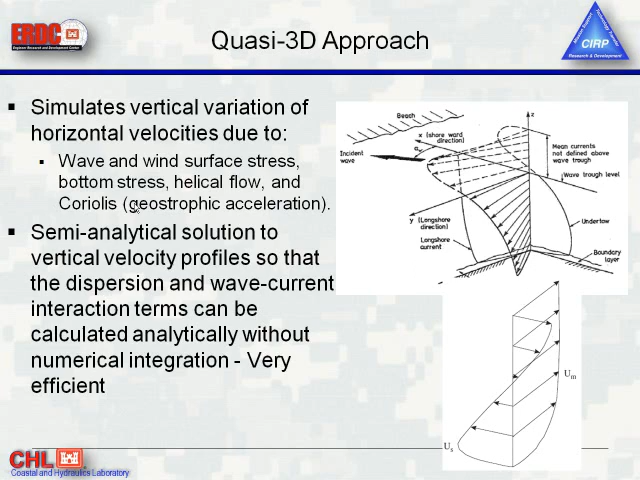 ERDC
Engineer Research and Development Center
Quasi-3D Approach
CIRP
Research & Development
▪ Simulates vertical variation of
horizontal velocities due to:
▪ Wave and wind surface stress,
bottom stress, helical flow, and
Coriolis (geostrophic acceleration).
▪ Semi-analytical solution to
vertical velocity profiles so that
the dispersion and wave-current
interaction terms can be
calculated analytically without
numerical integration - Very
efficient
Beach
z
x (shore ward
direction)
Incident
wave
α
Mean currents
not defined above
wave trough
Wave trough level
y (Longshore
direction)
Longshore
current
Undertow
Boundary
layer
Um
Us
CHL
Coastal and Hydraulics Laboratory